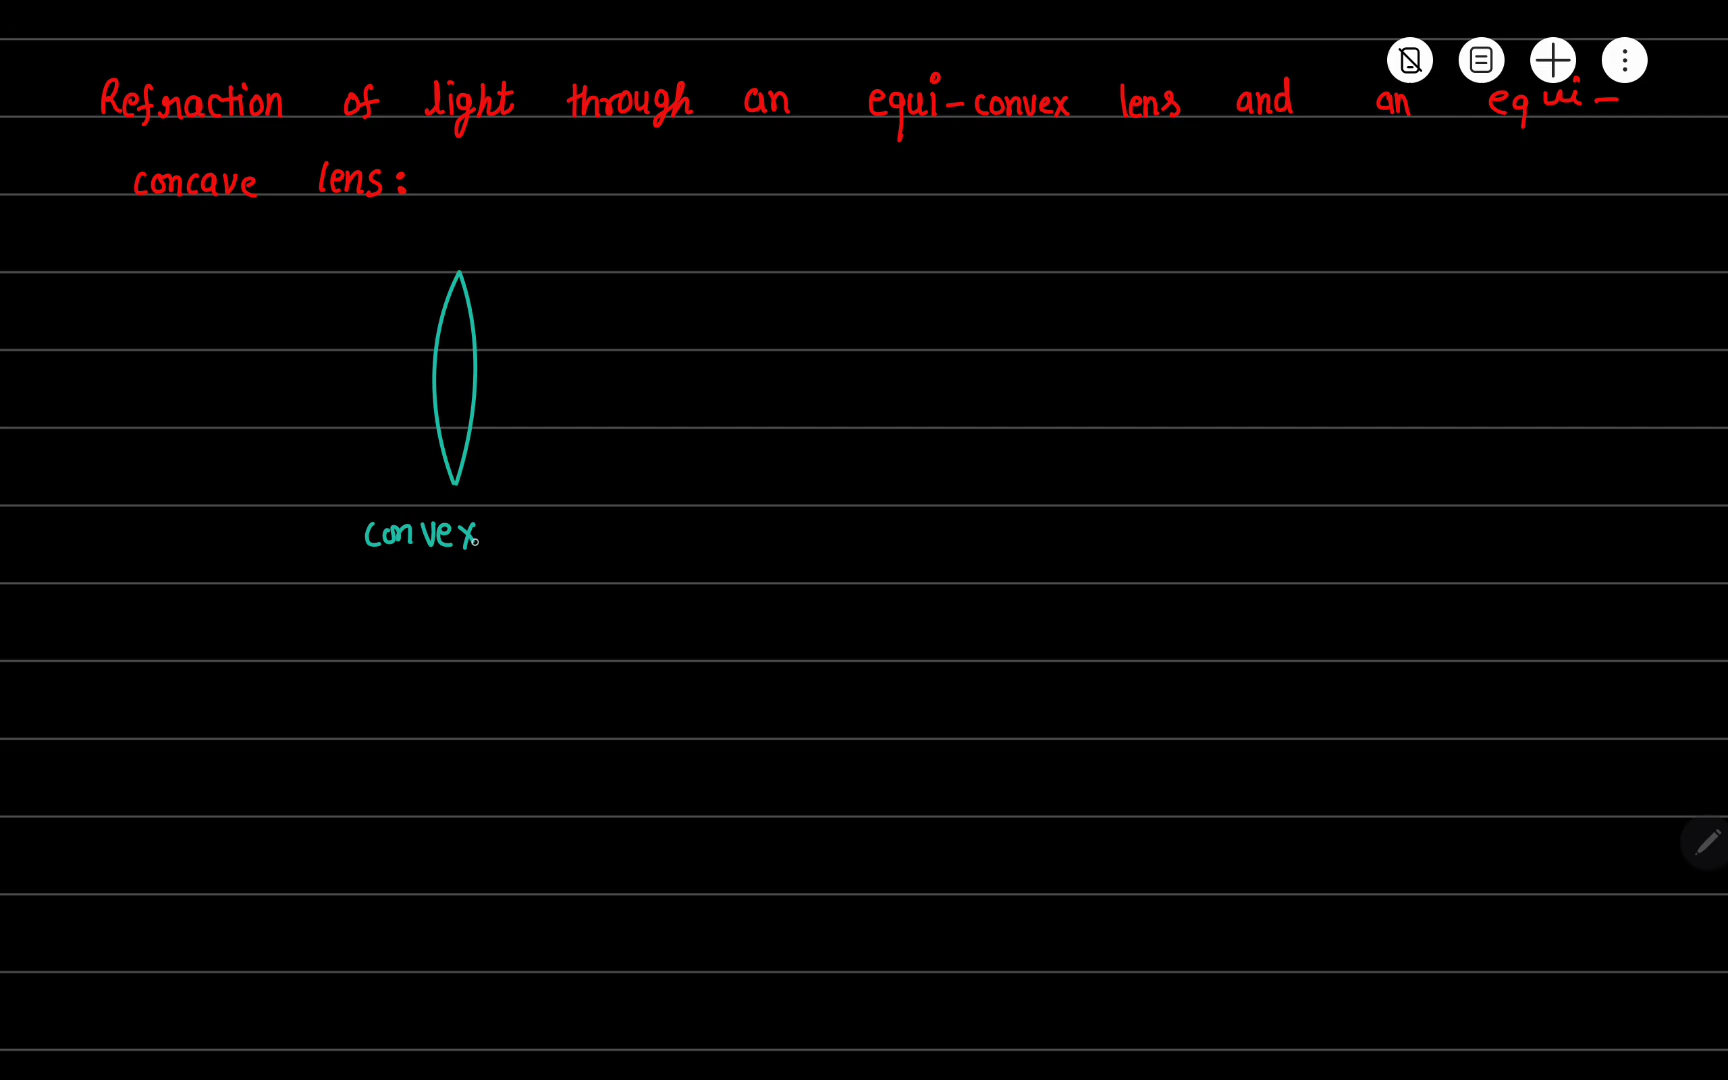 Refraction of light through an equi-convex lens and an equi-
concave lens:
convex